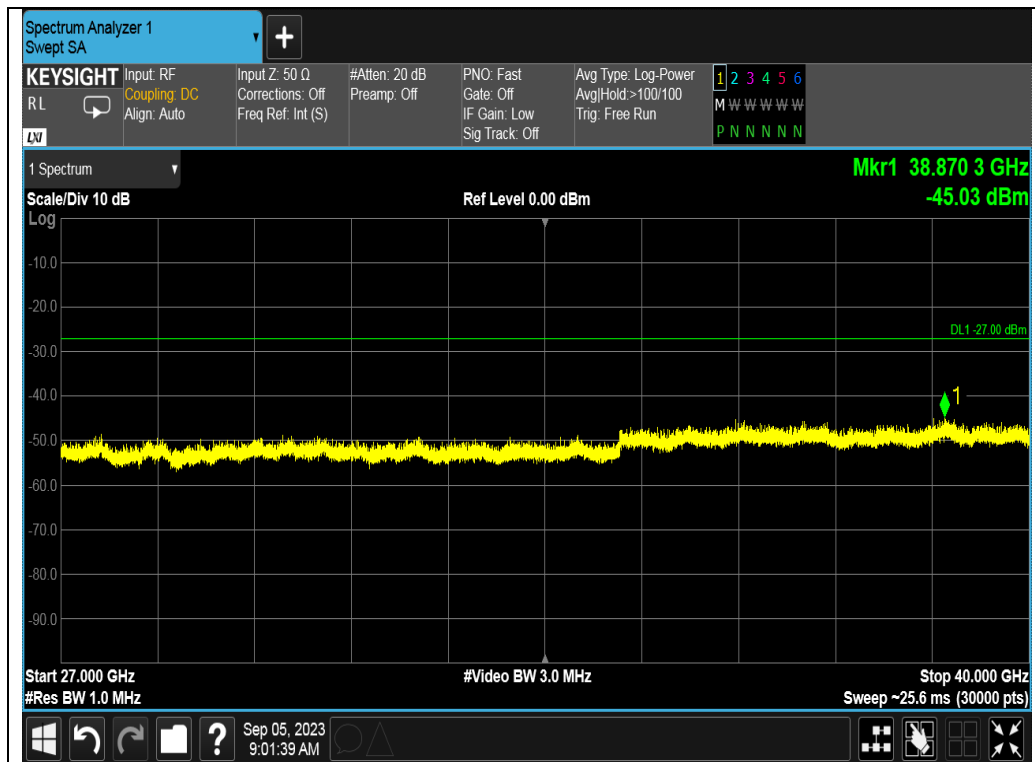 Spectrum Analyzer 1
Swept SA
+
KEYSIGHT
RL
LXI
Input: RF
Coupling: DC
Align: Auto
Input Z: 50 Ω
Corrections: Off
Freq Ref: Int (S)
#Atten: 20 dB
Preamp: Off
PNO: Fast
Gate: Off
IF Gain: Low
Sig Track: Off
Avg Type: Log-Power
Avg|Hold:>100/100
Trig: Free Run
1 2 3 4 5 6
M W W W W W
P N N N N N
1 Spectrum
Mkr1 38.870 3 GHz
-45.03 dBm
Scale/Div 10 dB
Ref Level 0.00 dBm
Log
-10.0
-20.0
DL1 -27.00 dBm
-30.0
-40.0
1
-50.0
-60.0
-70.0
-80.0
-90.0
Start 27.000 GHz
#Video BW 3.0 MHz
Stop 40.000 GHz
#Res BW 1.0 MHz
Sweep ~25.6 ms (30000 pts)
?
Sep 05, 2023
9:01:39 AM